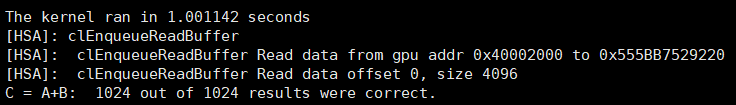 The kernel ran in 1.001142 seconds
[HSA]: clEnqueueReadBuffer
[HSA]:  clEnqueueReadBuffer Read data from gpu addr 0x40002000 to 0x555BB7529220
[HSA]:  clEnqueueReadBuffer Read data offset 0, size 4096
C = A+B:  1024 out of 1024 results were correct.